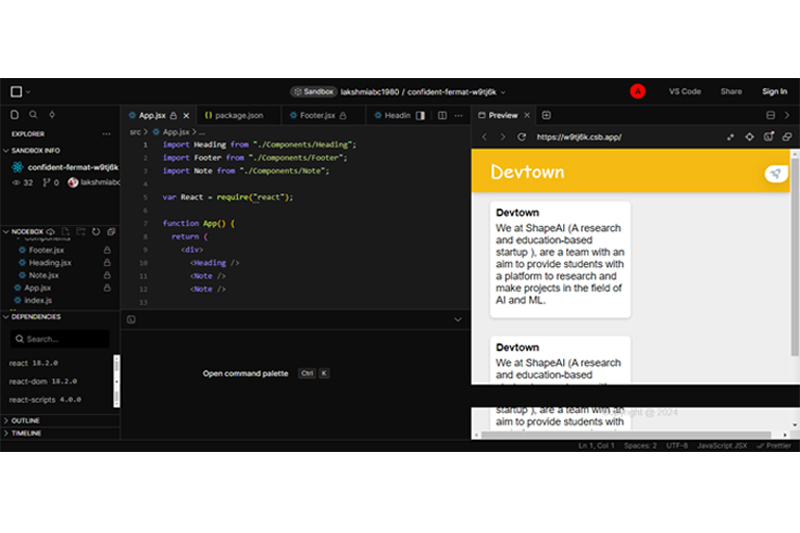 Sandbox lakshmiabc1980 / confident-fermat-w9tj6k
A VS Code Share Sign In
EXPLORER
SANDBOX INFO
confident-fermat-w9tj6k
32 0 lakshmiabc
NODEBOX
Components
Footer.jsx
Heading.jsx
Note.jsx
App.jsx
index.js
DEPENDENCIES
Search...
react 18.2.0
react-dom 18.2.0
react-scripts 4.0.0
OUTLINE
TIMELINE
App.jsx package.json Footer.jsx Headin
src > App.jsx > ...
1 import Heading from "./Components/Heading";
2 import Footer from "./Components/Footer";
3 import Note from "./Components/Note";
4
5 var React = require("react");
6
7 function App() {
8 return (
9 <div>
10 <Heading />
11 <Note />
12 <Note />
13
Open command palette Ctrl K
Preview
https://w9tj6k.csb.app/
Devtown
Devtown
We at ShapeAI (A research
and education-based
startup ), are a team with an
aim to provide students with
a platform to research and
make projects in the field of
AI and ML.
Devtown
We at ShapeAI (A research
and education-based
startup ), are a team with an
aim to provide students with
@ 2024
Ln 1, Col 1 Spaces: 2 UTF-8 JavaScript JSX Prettier